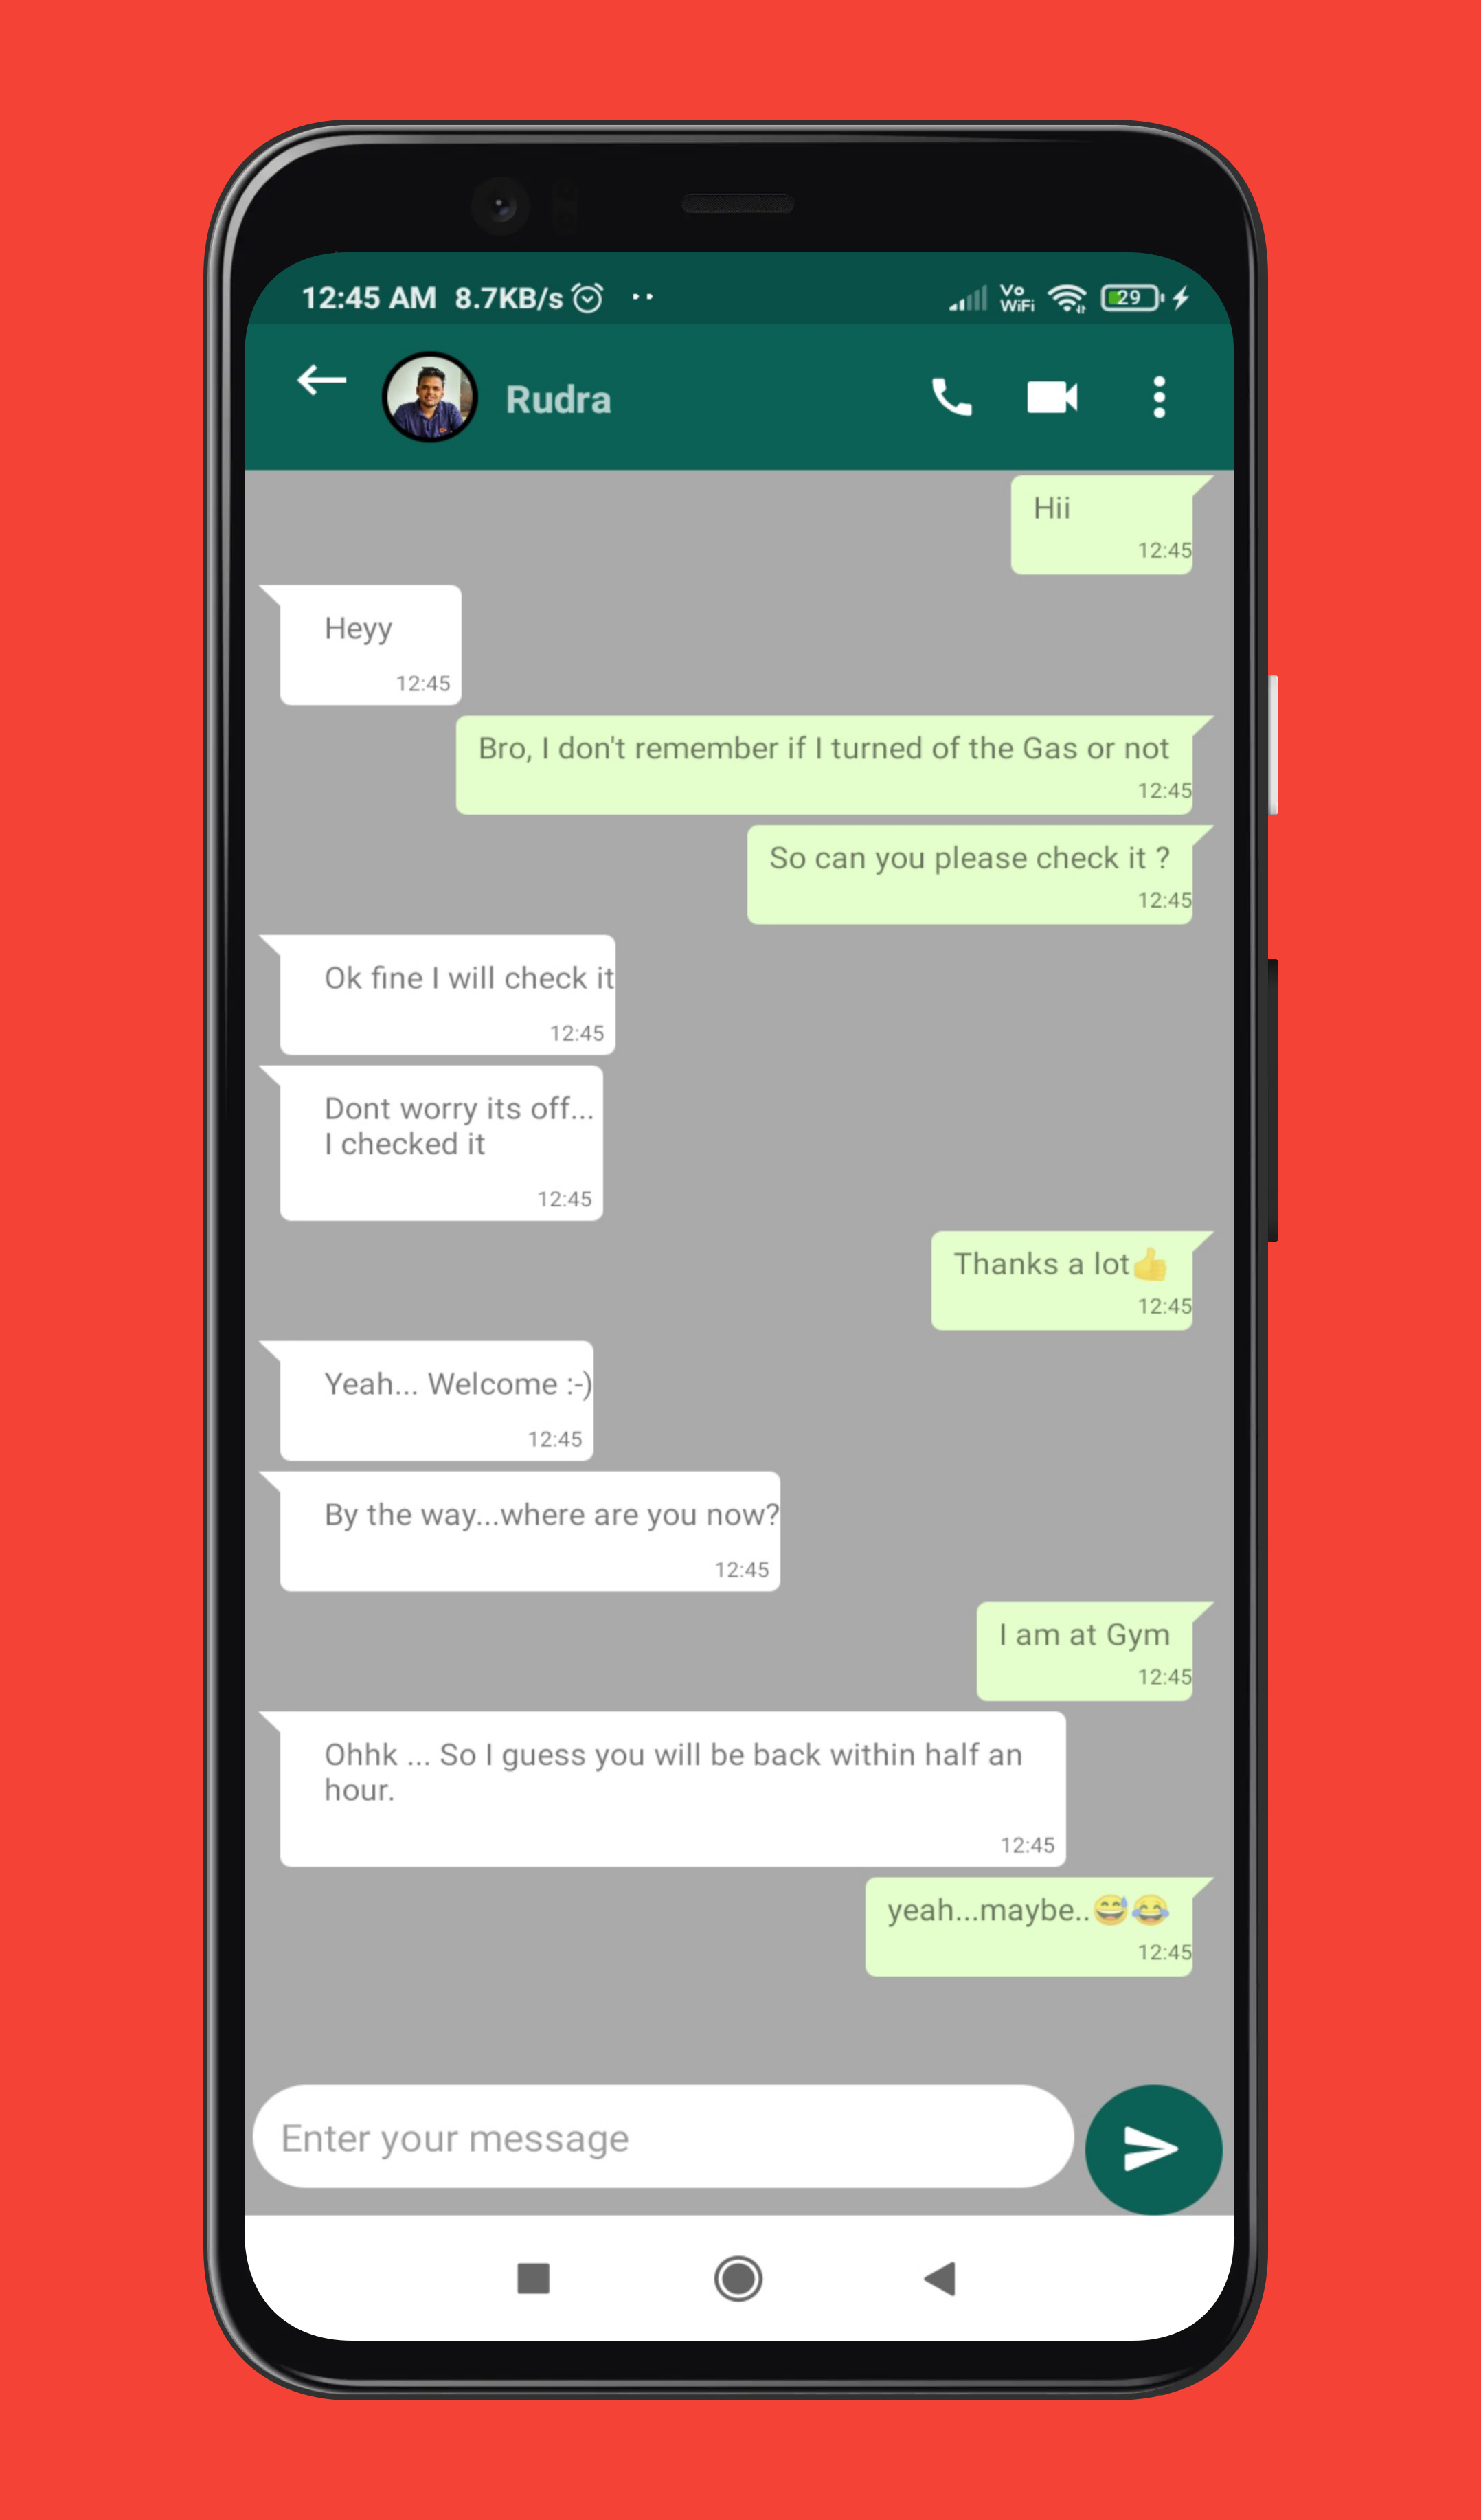 12:45 AM 8.7KB/s
Vo
WiFi
29
Rudra
Hii
12:45
Heyy
12:45
Bro, I don't remember if I turned of the Gas or not
12:45
So can you please check it ?
12:45
Ok fine I will check it
12:45
Dont worry its off...
I checked it
12:45
Thanks a lot👍
12:45
Yeah... Welcome :-)
12:45
By the way...where are you now?
12:45
I am at Gym
12:45
Ohhk ... So I guess you will be back within half an
hour.
12:45
yeah...maybe..😅😂
12:45
Enter your message